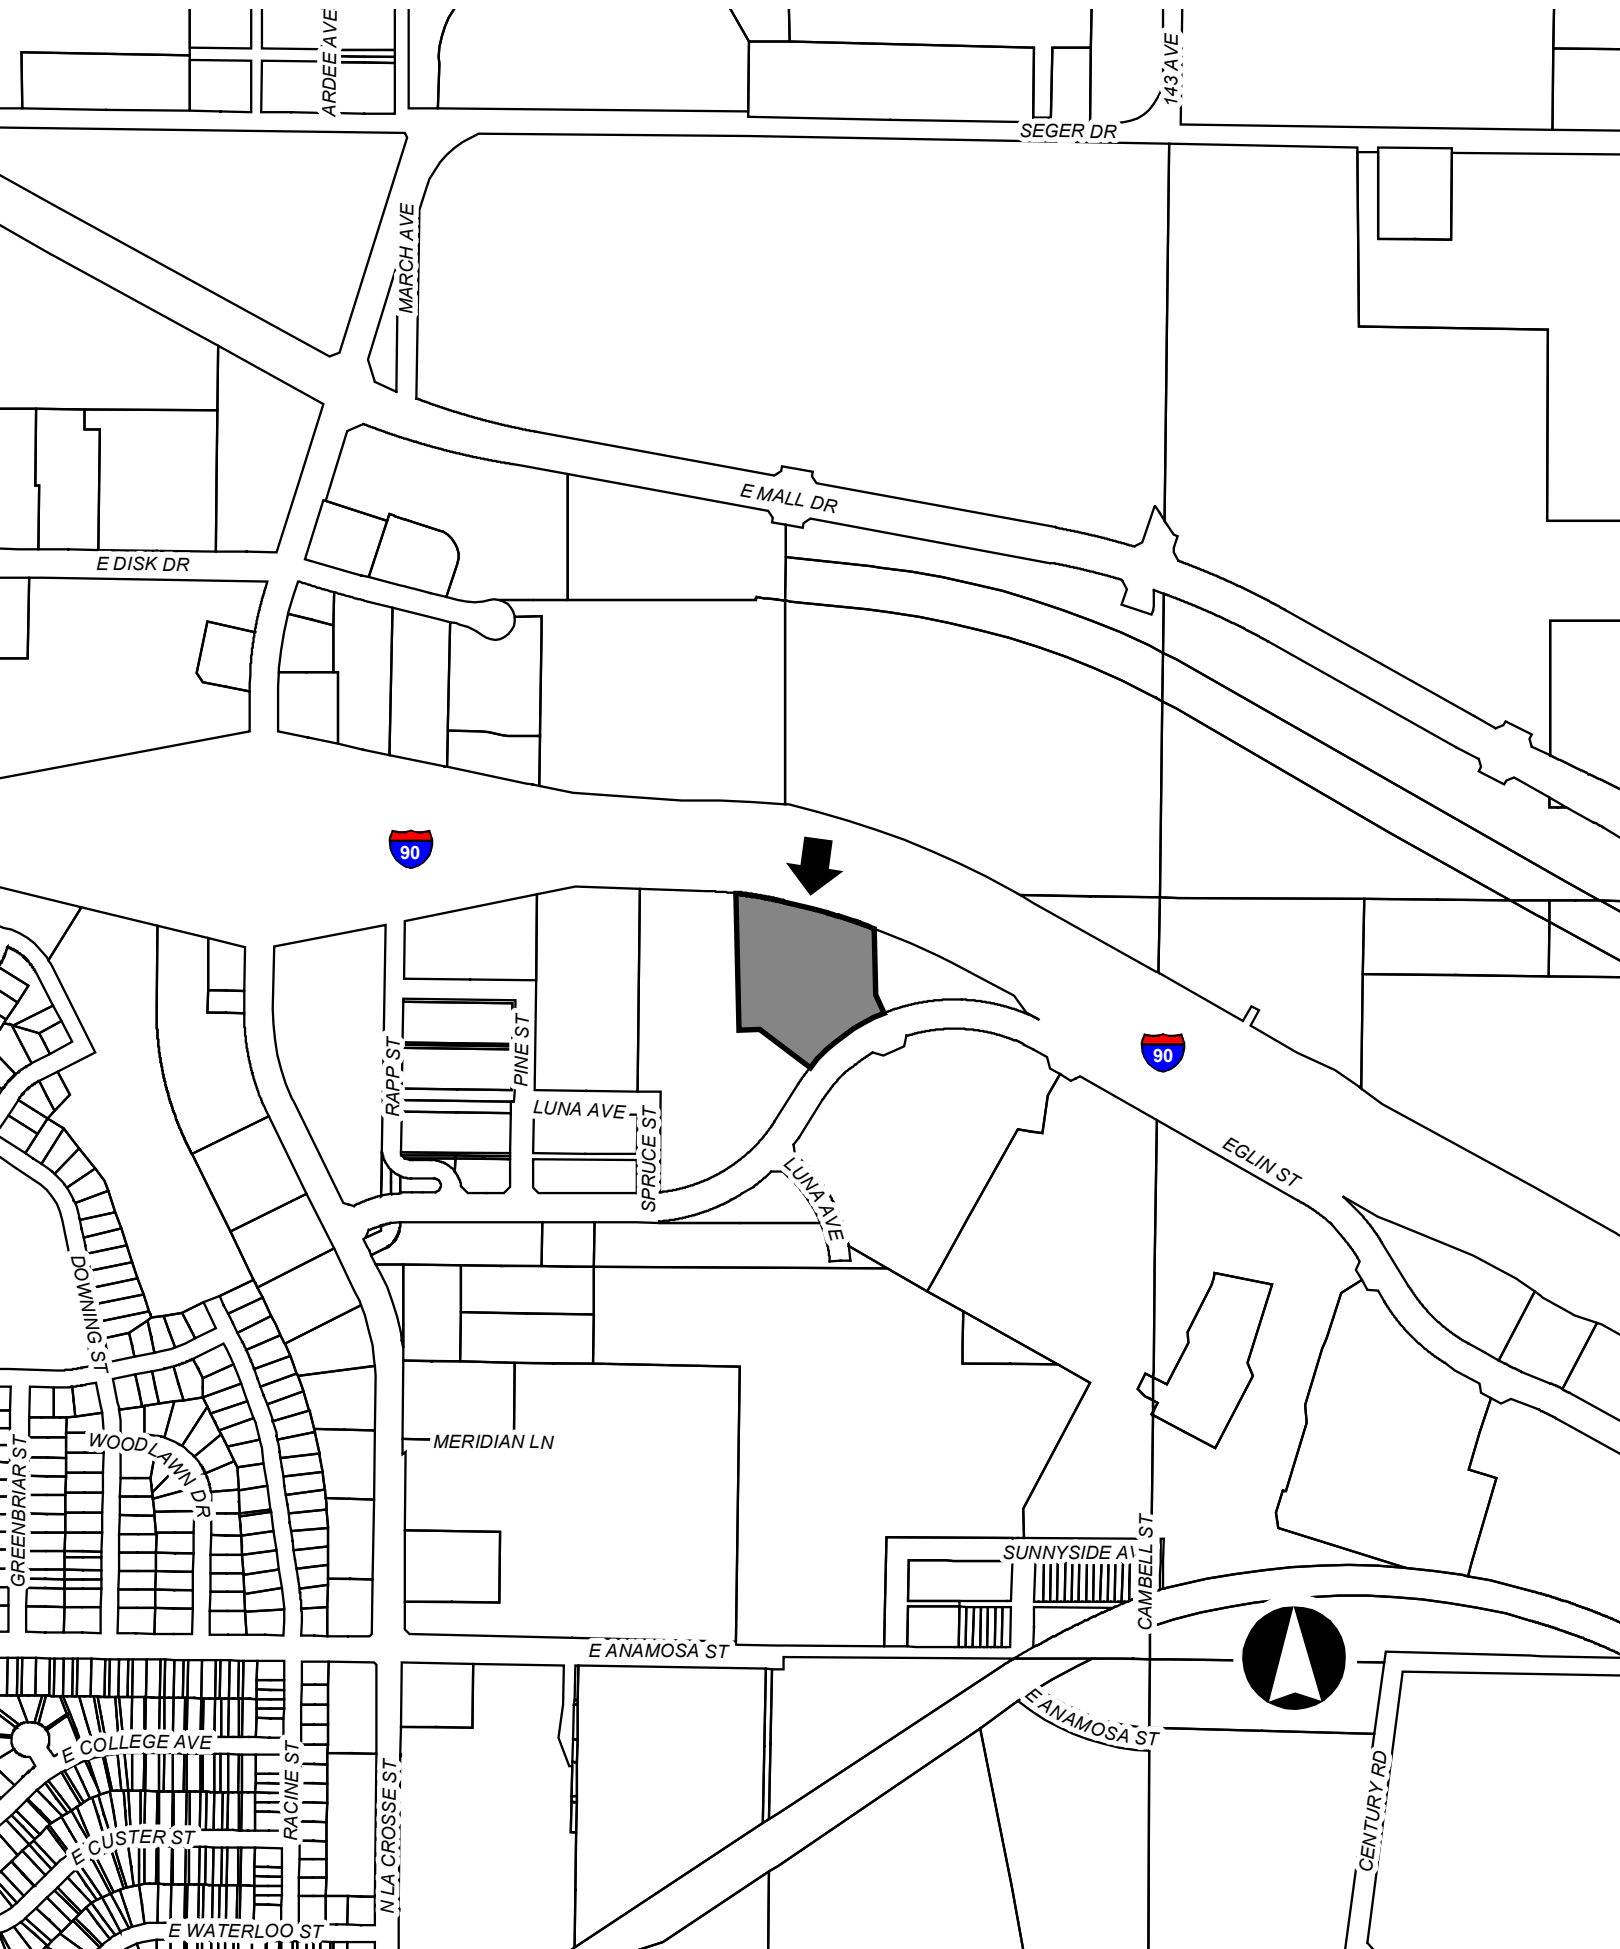 ARDEE AVE
143 AVE
SEGER DR
MARCH AVE
E MALL DR
E DISK DR
90
90
RAPP ST
PINE ST
LUNA AVE
SPRUCE ST
LUNA AVE
EGLIN ST
DOWNING ST
MERIDIAN LN
WOODLAWN DR
GREENBRIAR ST
SUNNYSIDE AV
CAMBELL ST
E ANAMOSA ST
E ANAMOSA ST
E COLLEGE AVE
RACINE ST
N LA CROSSE ST
CENTURY RD
E CUSTER ST
E WATERLOO ST